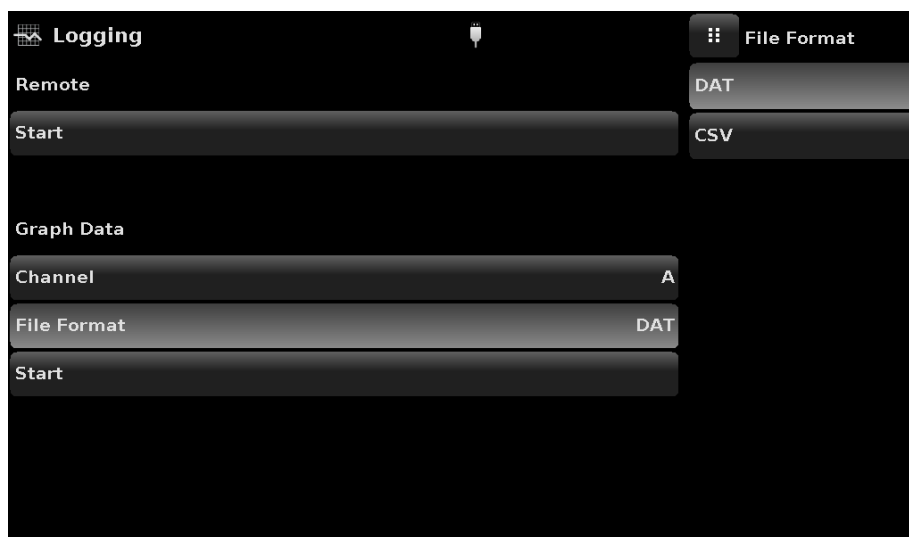 Logging
Remote
Start
Graph Data
Channel A
File Format DAT
Start
File Format
DAT
CSV